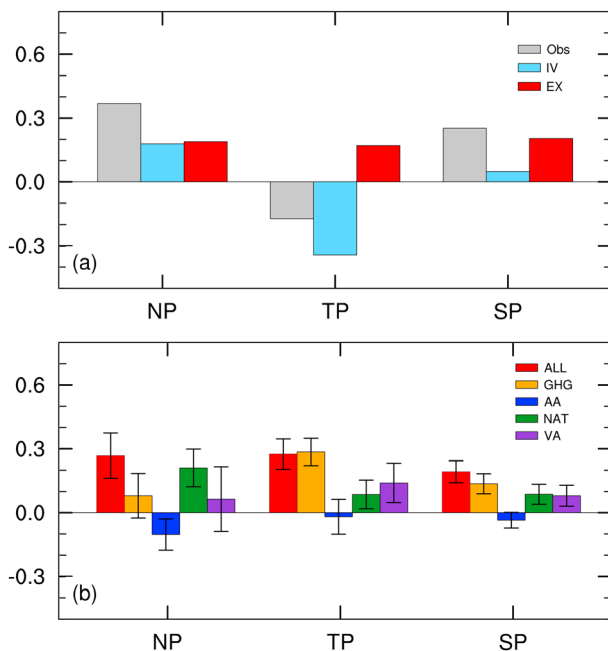 0.6
0.3
0.0
-0.3
Obs
IV
EX
(a)
NP TP SP
0.6
0.3
0.0
-0.3
ALL
GHG
AA
NAT
VA
(b)
NP TP SP